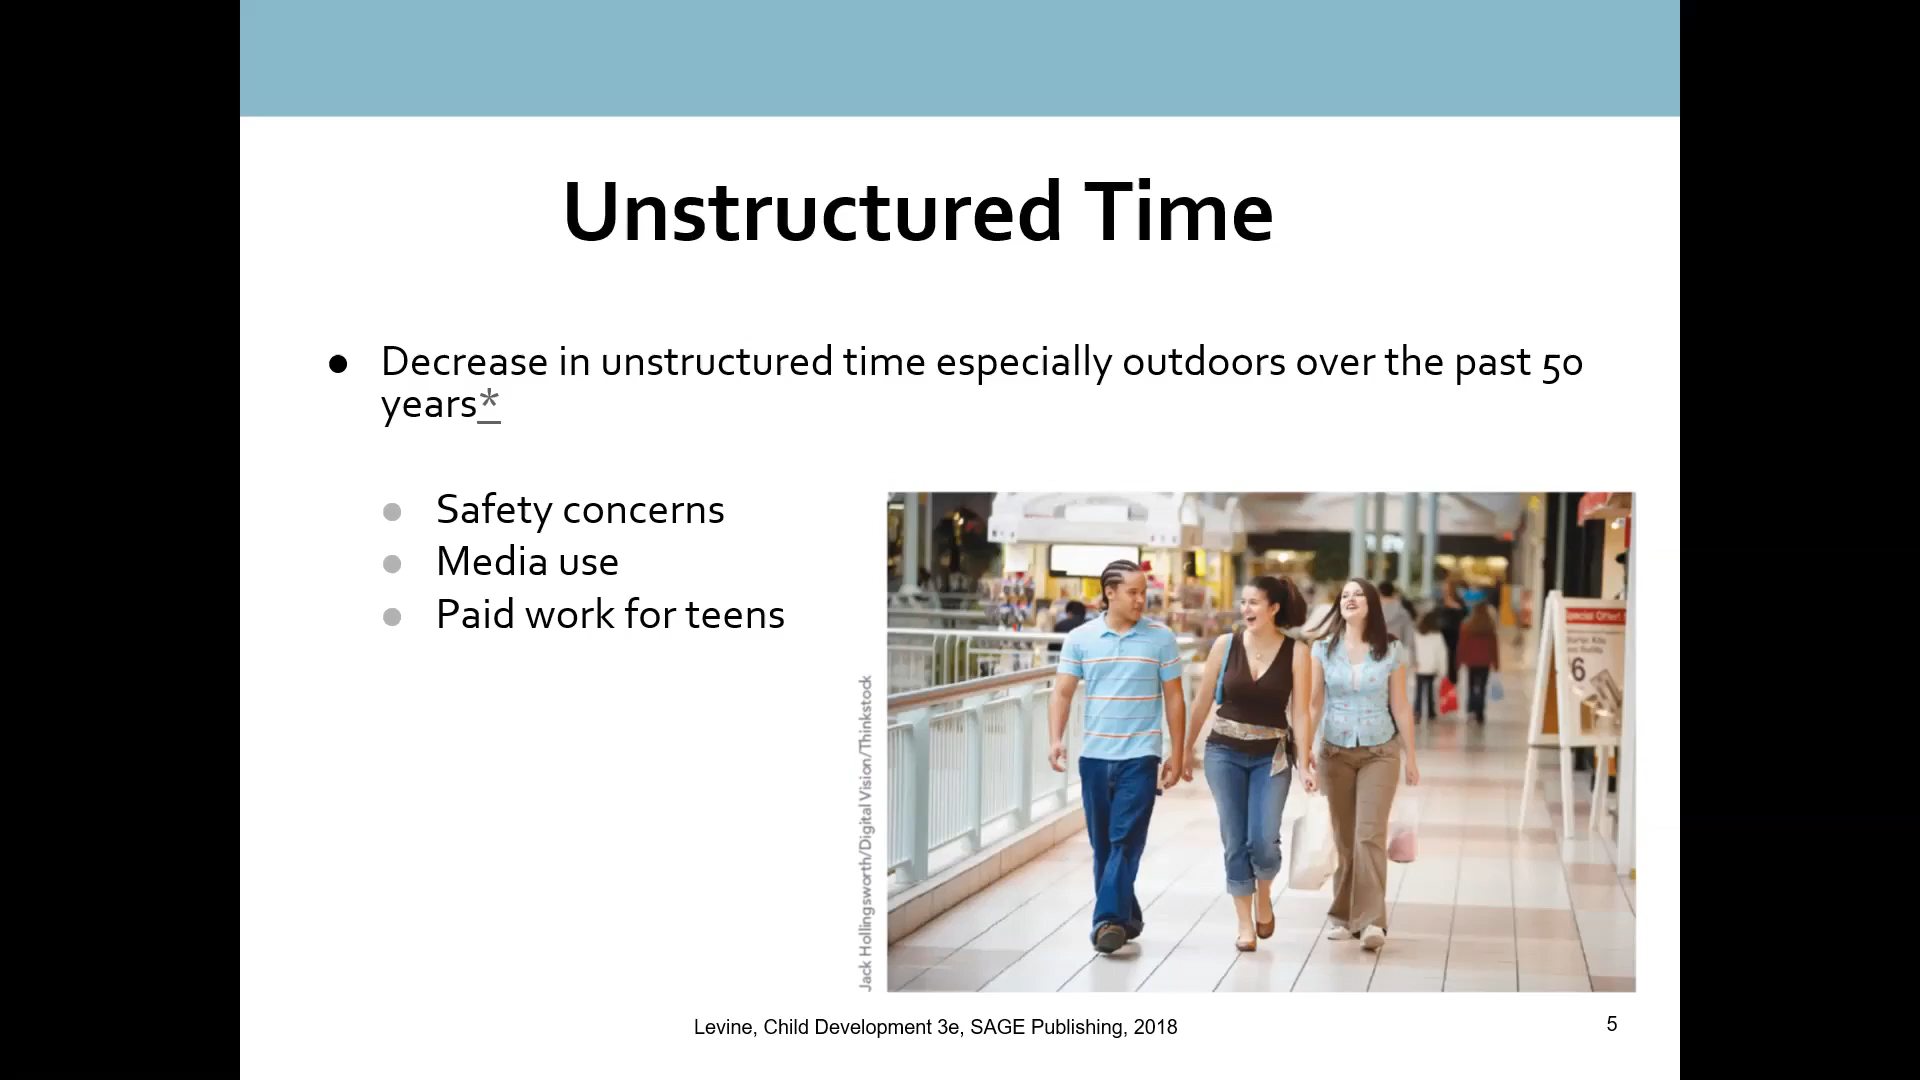 Unstructured Time
● Decrease in unstructured time especially outdoors over the past 50
years*
● Safety concerns
● Media use
● Paid work for teens
Jack Hollingsworth/Digital Vision/Thinkstock
6
Levine, Child Development 3e, SAGE Publishing, 2018
5